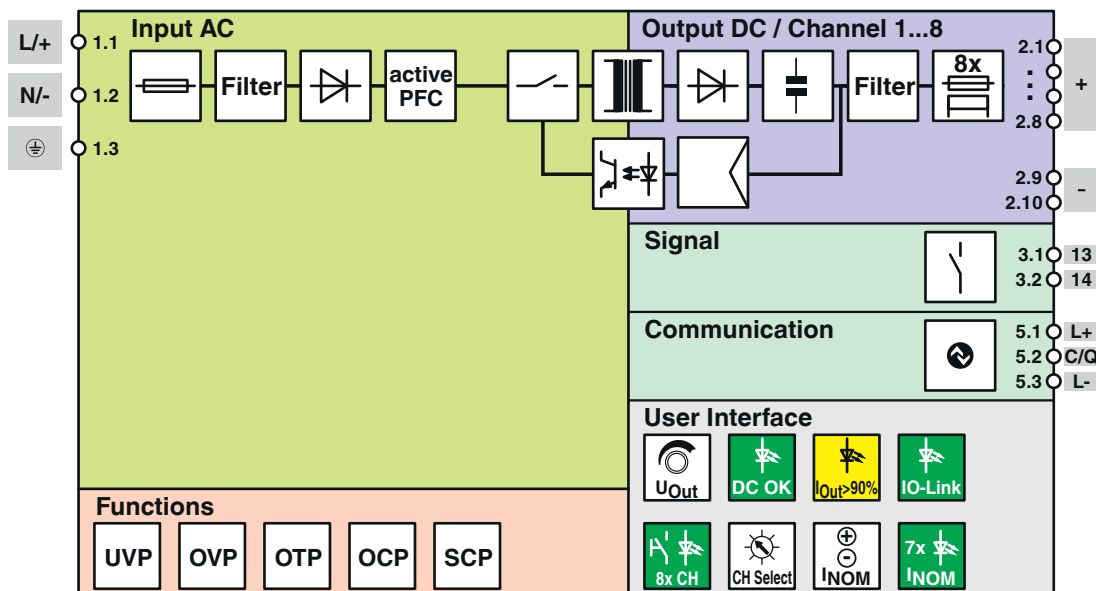 L/+
1.1
N/-
1.2
1.3
Input AC
Filter
active
PFC
Output DC / Channel 1...8
Filter
8x
2.1
2.8
+
2.9
2.10
-
Signal
3.1
13
3.2
14
Communication
5.1
L+
5.2
C/Q
5.3
L-
User Interface
UOut
DC OK
IOut>90%
IO-Link
8x CH
CH Select
INOM
7x
INOM
Functions
UVP
OVP
OTP
OCP
SCP